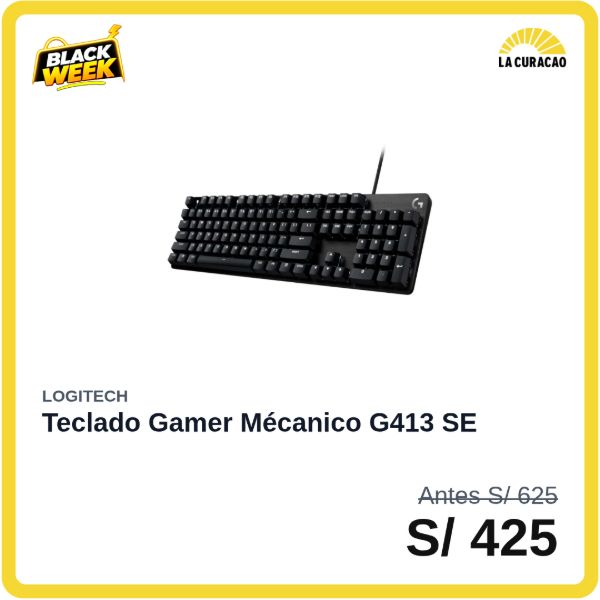 BLACK
WEEK
LA CURACAO
LOGITECH
Teclado Gamer Mécanico G413 SE
Antes S/ 625
S/ 425